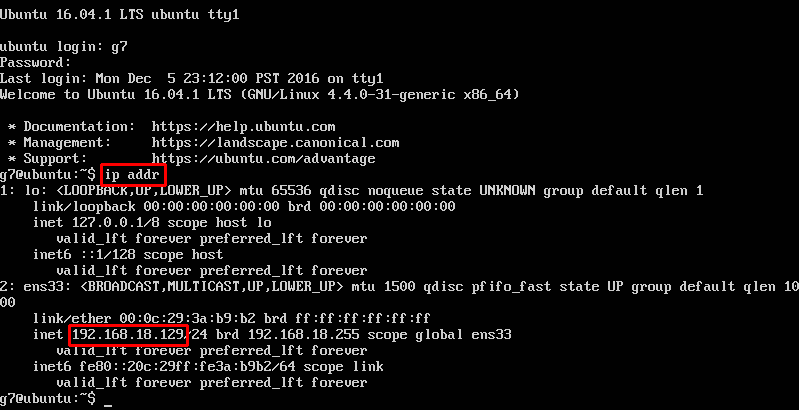 Ubuntu 16.04.1 LTS ubuntu tty1
ubuntu login: g7
Password:
Last login: Mon Dec  5 23:12:00 PST 2016 on tty1
Welcome to Ubuntu 16.04.1 LTS (GNU/Linux 4.4.0-31-generic x86_64)
 * Documentation:  https://help.ubuntu.com
 * Management:     https://landscape.canonical.com
 * Support:        https://ubuntu.com/advantage
g7@ubuntu:~$ ip addr
1: lo: <LOOPBACK,UP,LOWER_UP> mtu 65536 qdisc noqueue state UNKNOWN group default qlen 1
    link/loopback 00:00:00:00:00:00 brd 00:00:00:00:00:00
    inet 127.0.0.1/8 scope host lo
       valid_lft forever preferred_lft forever
    inet6 ::1/128 scope host
       valid_lft forever preferred_lft forever
2: ens33: <BROADCAST,MULTICAST,UP,LOWER_UP> mtu 1500 qdisc pfifo_fast state UP group default qlen 10
00
    link/ether 00:0c:29:3a:b9:b2 brd ff:ff:ff:ff:ff:ff
    inet 192.168.18.129/24 brd 192.168.18.255 scope global ens33
       valid_lft forever preferred_lft forever
    inet6 fe80::20c:29ff:fe3a:b9b2/64 scope link
       valid_lft forever preferred_lft forever
g7@ubuntu:~$ _